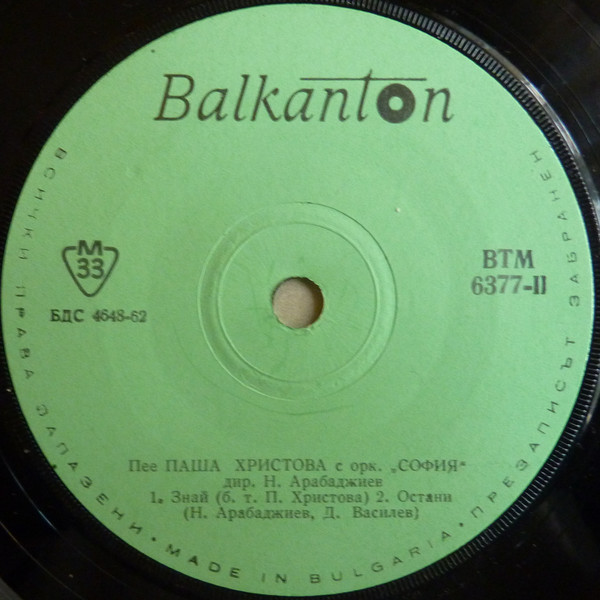 Balkanton
ВСИЧКИ ПРАВА ЗАПАЗЕНИ • MADE IN BULGARIA • ПРЕЗАПИСЪТ ЗАБРАНЕН
М
33
БДС 4648-62
ВТМ
6377-II
Пее ПАША ХРИСТОВА с орк. „СОФИЯ“
дир. Н. Арабаджиев
1. Знай (б. т. П. Христова) 2. Остани
(Н. Арабаджиев, Д. Василев)